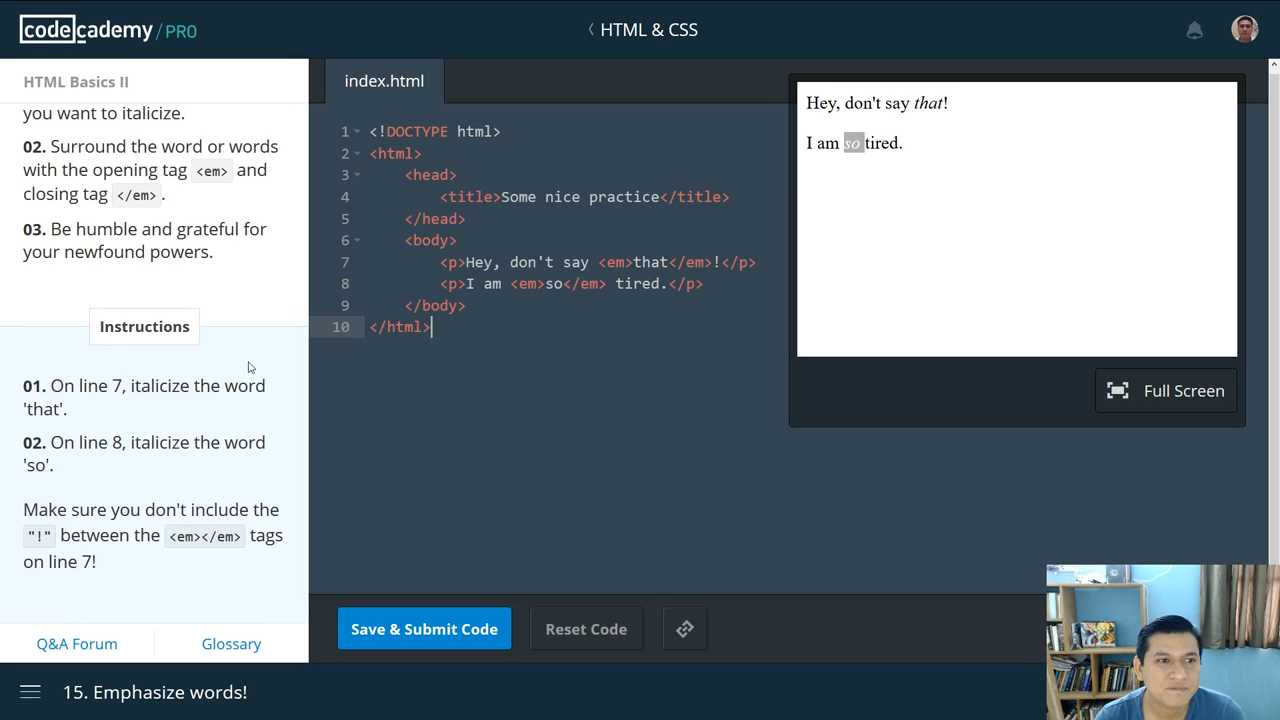 codecademy / PRO
HTML & CSS
HTML Basics II
you want to italicize.
02. Surround the word or words
with the opening tag <em> and
closing tag </em> .
03. Be humble and grateful for
your newfound powers.
Instructions
01. On line 7, italicize the word
'that'.
02. On line 8, italicize the word
'so'.
Make sure you don't include the
"!" between the <em></em> tags
on line 7!
Q&A Forum
Glossary
index.html
1 <!DOCTYPE html>
2 <html>
3 <head>
4 <title>Some nice practice</title>
5 </head>
6 <body>
7 <p>Hey, don't say <em>that</em>!</p>
8 <p>I am <em>so</em> tired.</p>
9 </body>
10 </html>
Hey, don't say that!
I am so tired.
Full Screen
Save & Submit Code
Reset Code
15. Emphasize words!